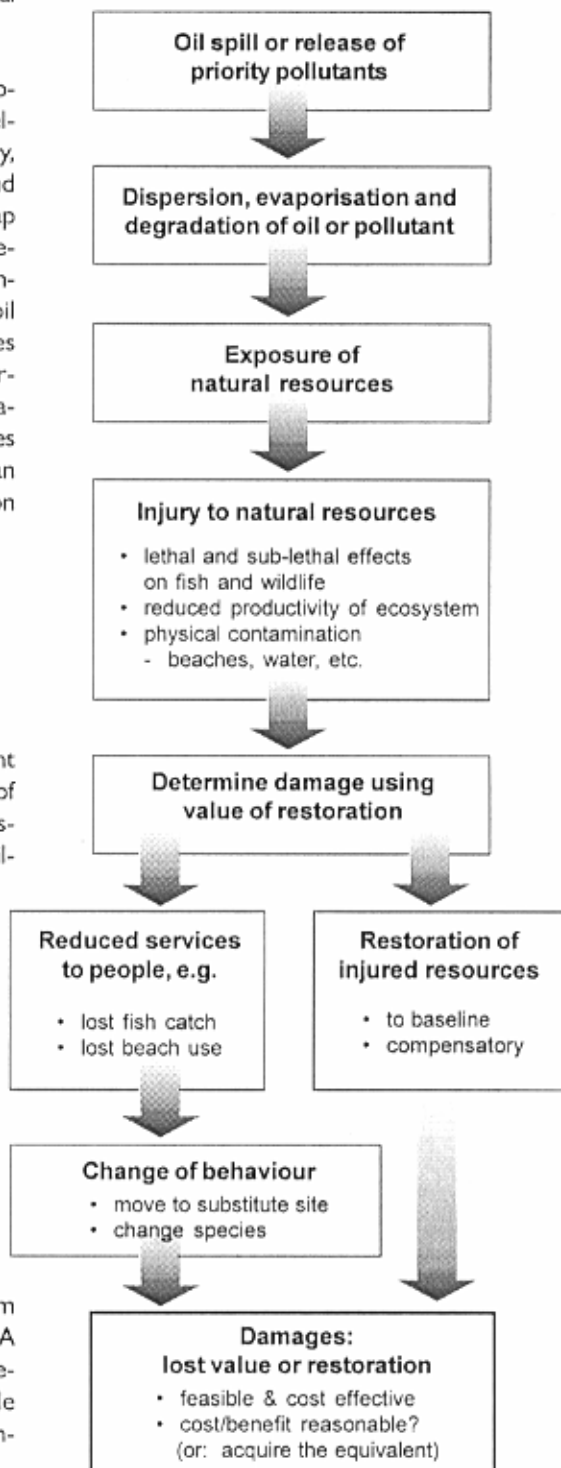 Oil spill or release of
priority pollutants
Dispersion, evaporisation and
degradation of oil or pollutant
Exposure of
natural resources
Injury to natural resources
• lethal and sub-lethal effects
on fish and wildlife
• reduced productivity of ecosystem
• physical contamination
- beaches, water, etc.
Determine damage using
value of restoration
Reduced services
to people, e.g.
• lost fish catch
• lost beach use
Restoration of
injured resources
• to baseline
• compensatory
Change of behaviour
• move to substitute site
• change species
Damages:
lost value or restoration
• feasible & cost effective
• cost/benefit reasonable?
(or: acquire the equivalent)